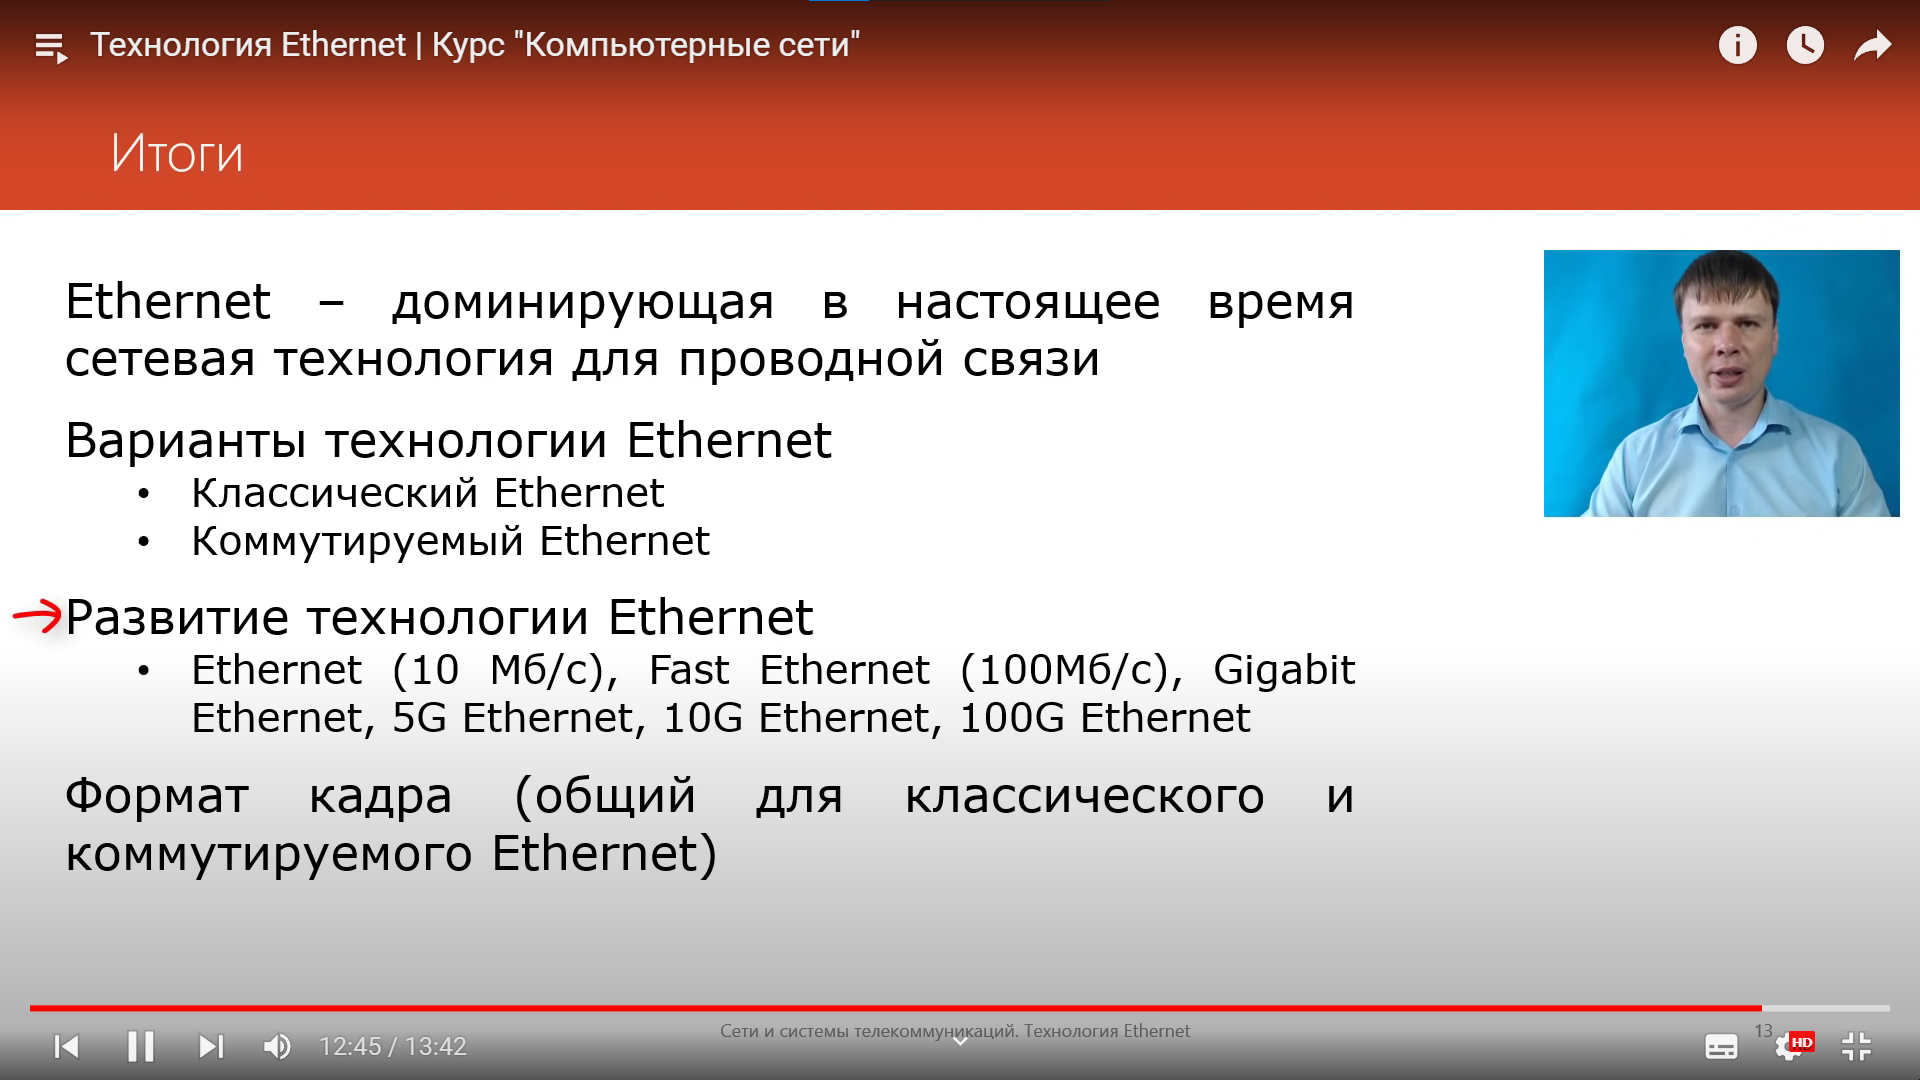 Технология Ethernet | Курс "Компьютерные сети"
Итоги
Ethernet – доминирующая в настоящее время
сетевая технология для проводной связи
Варианты технологии Ethernet
• Классический Ethernet
• Коммутируемый Ethernet
Развитие технологии Ethernet
• Ethernet (10 Мб/с), Fast Ethernet (100Мб/с), Gigabit
Ethernet, 5G Ethernet, 10G Ethernet, 100G Ethernet
Формат кадра (общий для классического и
коммутируемого Ethernet)
Сети и системы телекоммуникаций. Технология Ethernet
13
12:45 / 13:42
HD